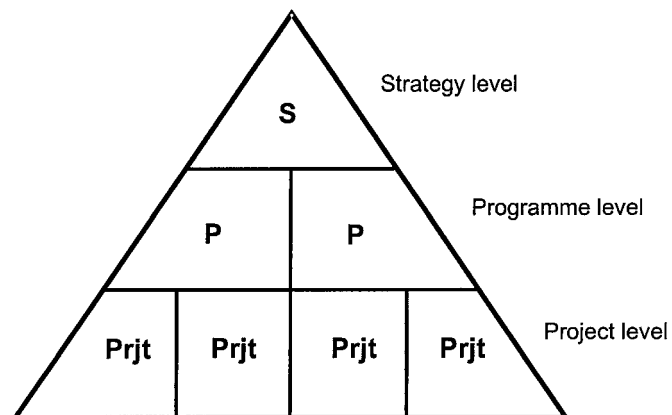 Strategy level
S
Programme level
P P
Project level
Prjt Prjt Prjt Prjt